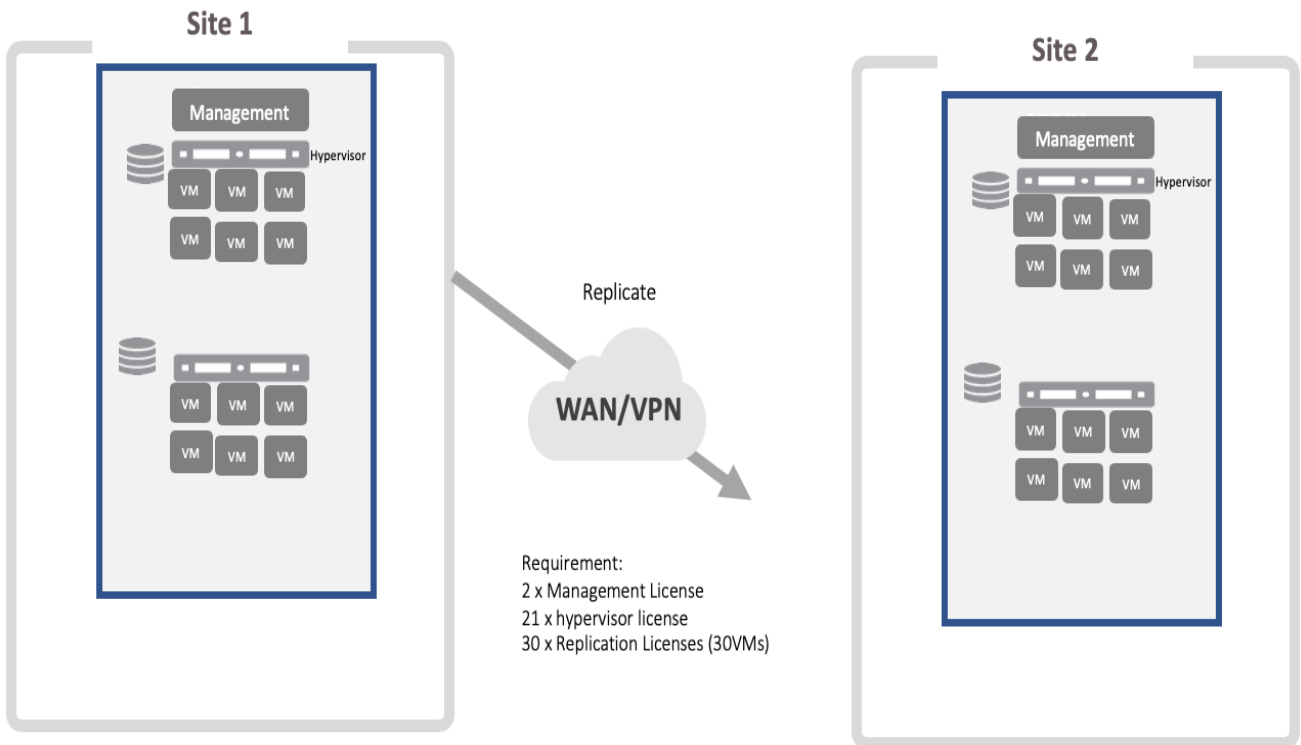 Site 1
Management
Hypervisor
VM VM VM
VM VM VM
VM VM VM
VM VM VM
Replicate
WAN/VPN
Requirement:
2 x Management License
21 x hypervisor license
30 x Replication Licenses (30VMs)
Site 2
Management
Hypervisor
VM VM VM
VM VM VM
VM VM VM
VM VM VM